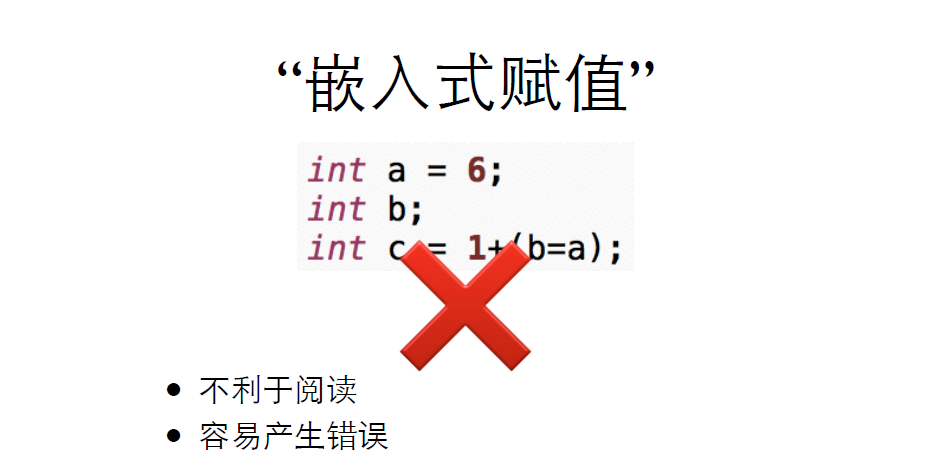 “嵌入式赋值”
int a = 6;
int b;
int c = 1+(b=a);
不利于阅读
容易产生错误